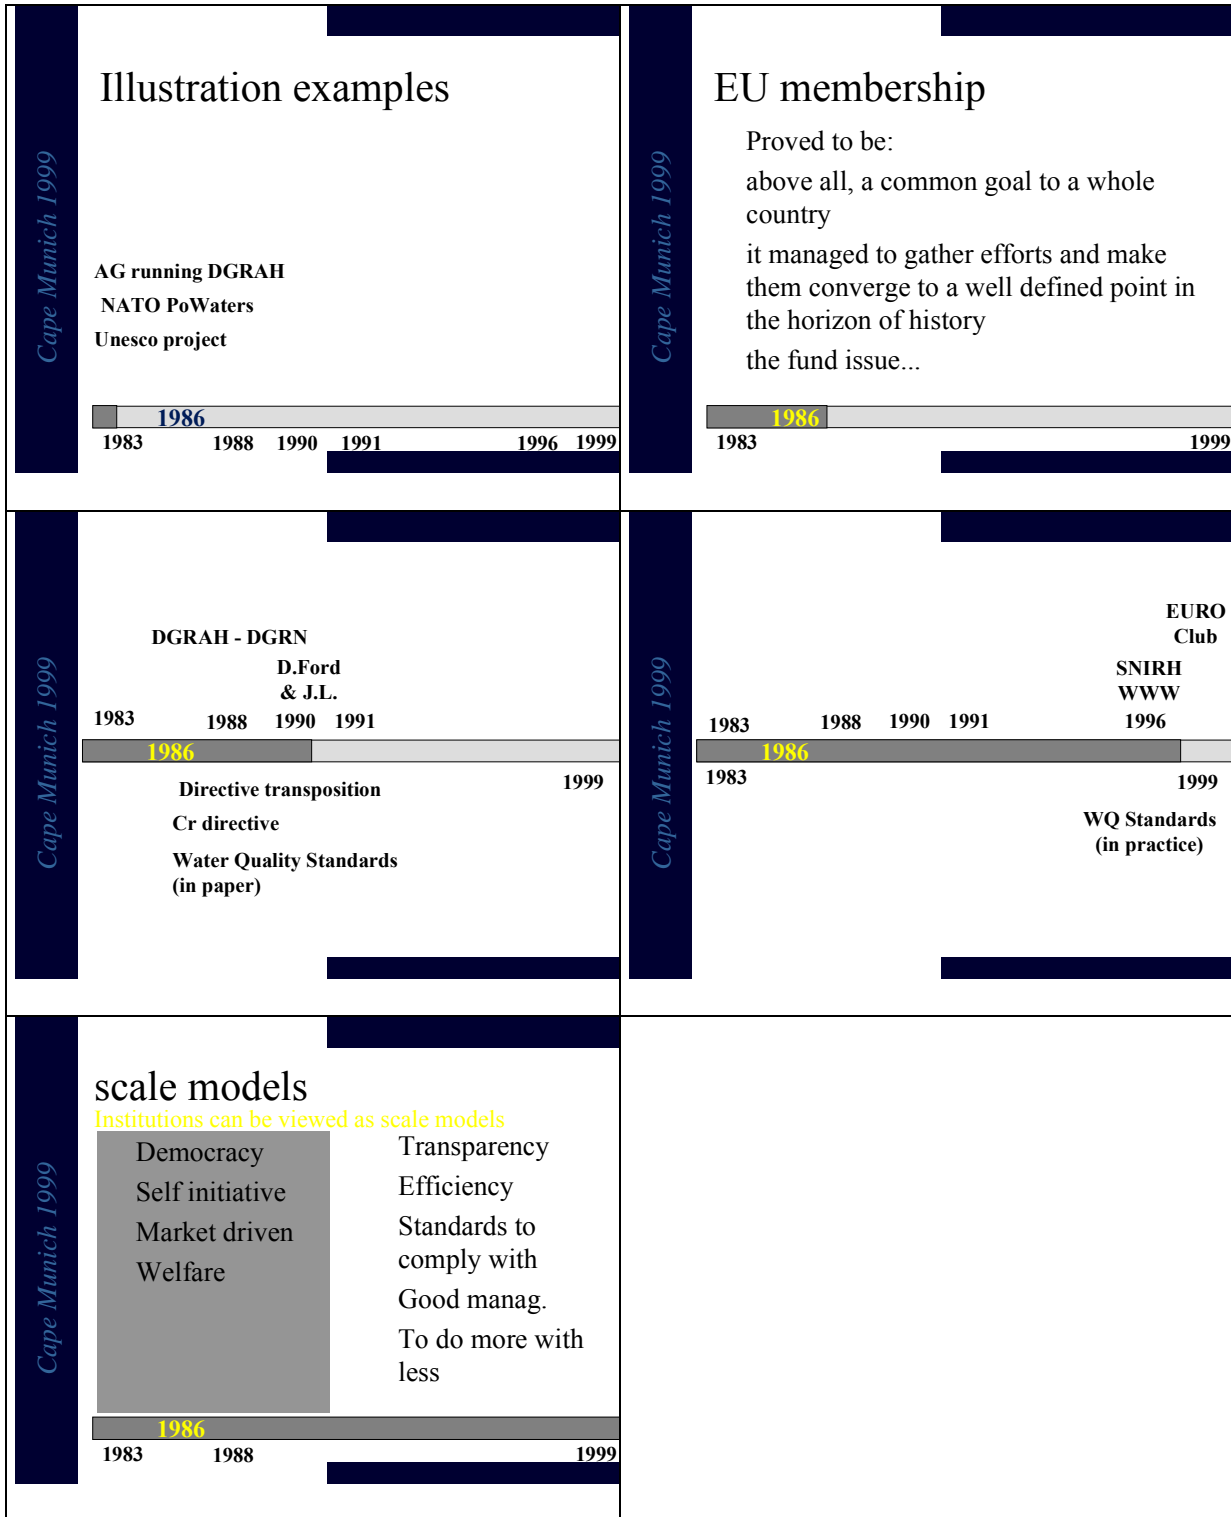 Cape Munich 1999
Illustration examples
AG running DGRAH
NATO PoWaters
Unesco project
1986
1983 1988 1990 1991 1996 1999
Cape Munich 1999
EU membership
Proved to be:
above all, a common goal to a whole
country
it managed to gather efforts and make
them converge to a well defined point in
the horizon of history
the fund issue...
1986
1983 1999
Cape Munich 1999
DGRAH - DGRN
D.Ford
& J.L.
1983 1988 1990 1991
1986
1999
Directive transposition
Cr directive
Water Quality Standards
(in paper)
Cape Munich 1999
EURO
Club
SNIRH
WWW
1983 1988 1990 1991 1996
1986
1983 1999
WQ Standards
(in practice)
Cape Munich 1999
scale models
Institutions can be viewed as scale models
Democracy
Self initiative
Market driven
Welfare
Transparency
Efficiency
Standards to
comply with
Good manag.
To do more with
less
1986
1983 1988 1999